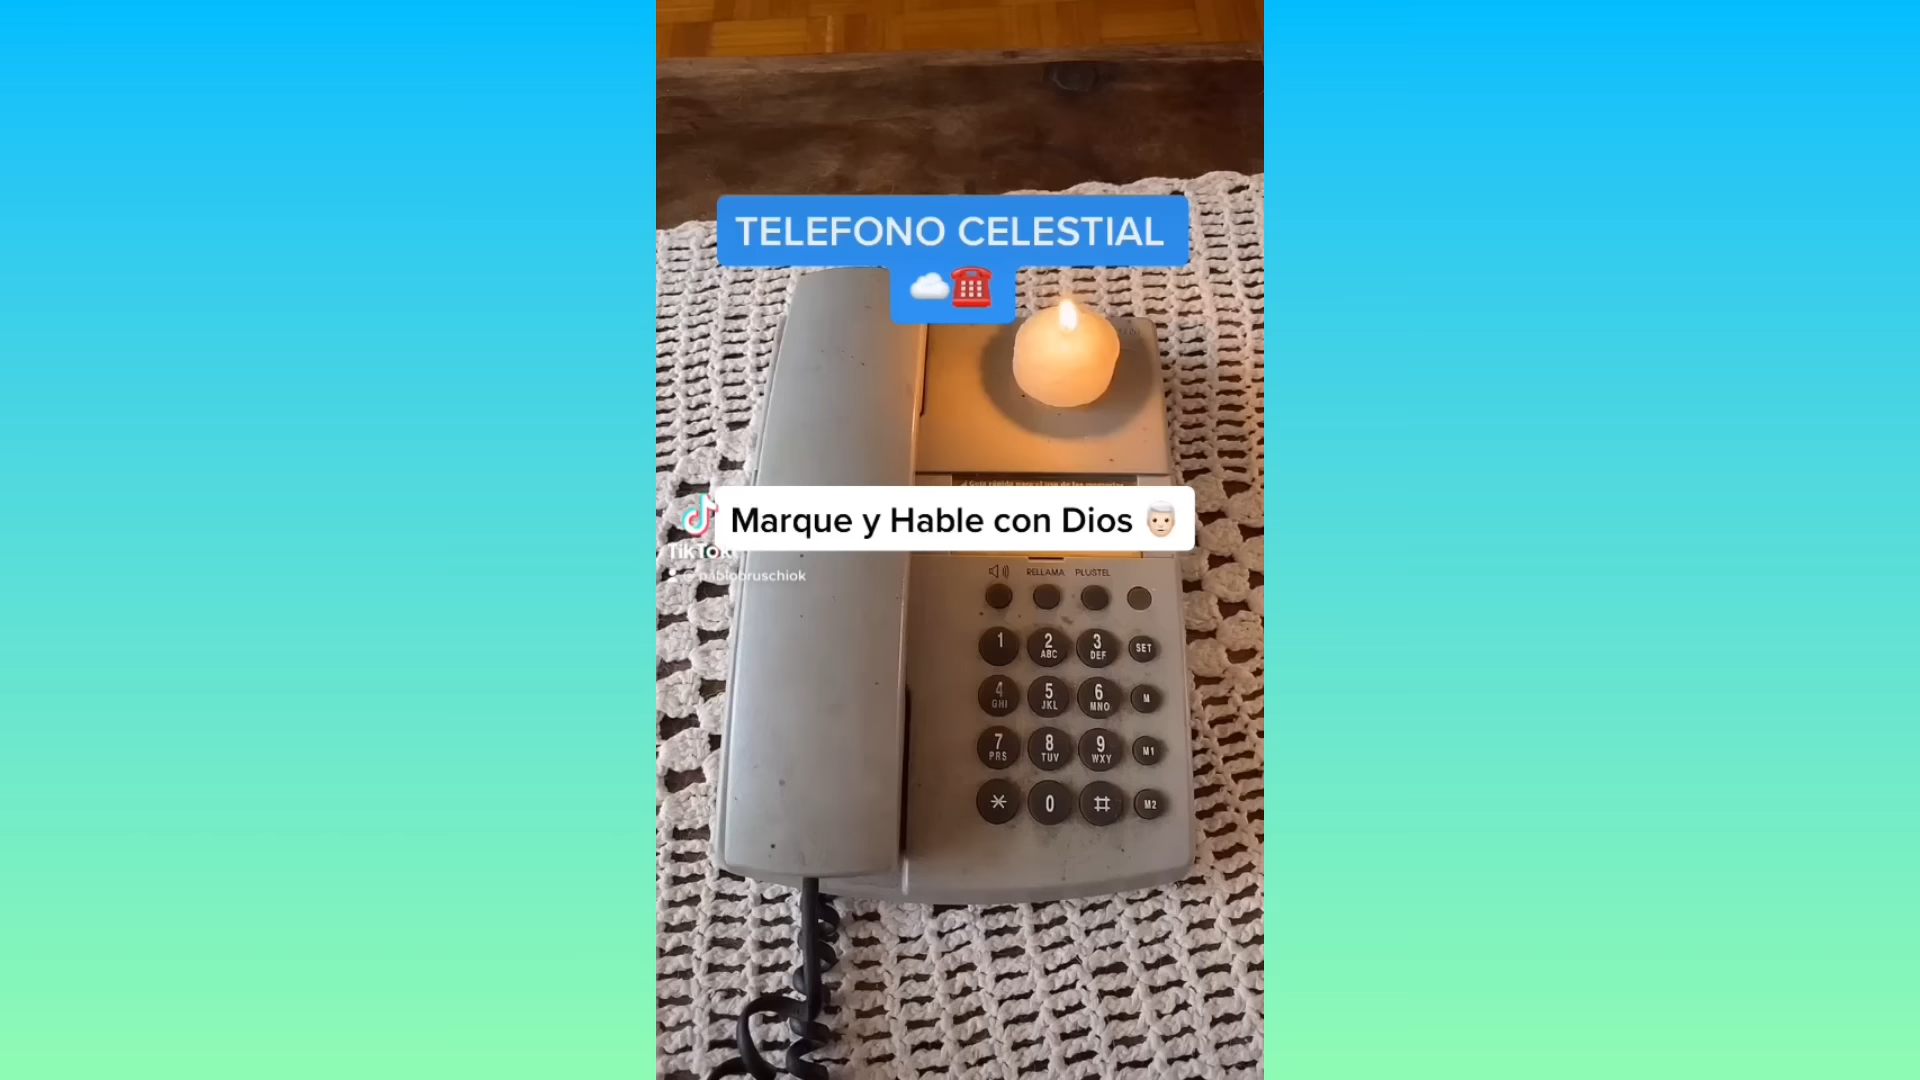 TELEFONO CELESTIAL
Marque y Hable con Dios
TikTok
@pablobruschiok
RELLAMA PLUSTEL
1 2 ABC 3 DEF SET
4 GHI 5 JKL 6 MNO M
7 PRS 8 TUV 9 WXY M1
* 0 # M2